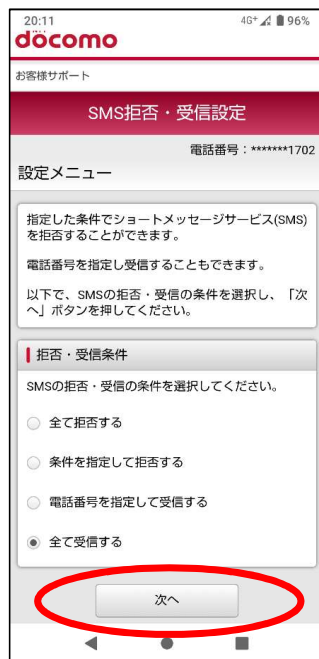 20:11 4G+ 96%
döcomo
お客様サポート
SMS拒否・受信設定
電話番号：*******1702
設定メニュー
指定した条件でショートメッセージサービス(SMS)
を拒否することができます。
電話番号を指定し受信することもできます。
以下で、SMSの拒否・受信の条件を選択し、「次
へ」ボタンを押してください。
拒否・受信条件
SMSの拒否・受信の条件を選択してください。
全て拒否する
条件を指定して拒否する
電話番号を指定して受信する
全て受信する
次へ